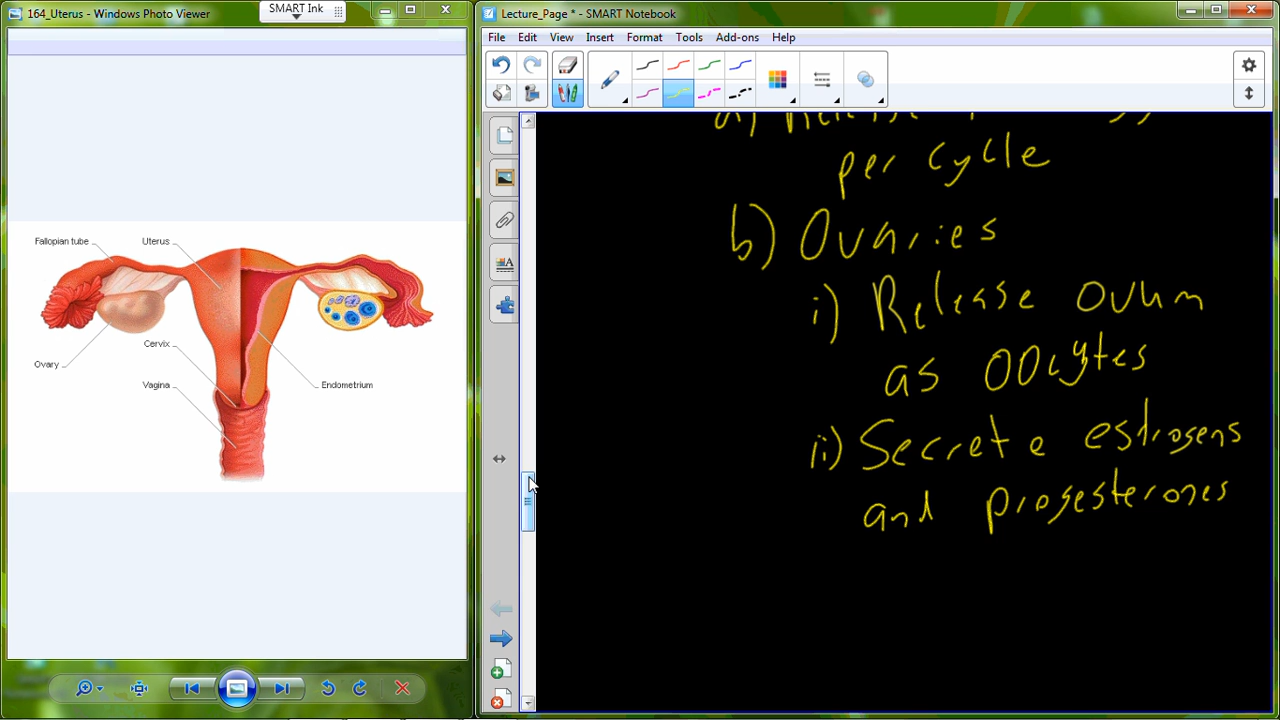 164_Uterus - Windows Photo Viewer
SMART Ink
Lecture_Page * - SMART Notebook
File Edit View Insert Format Tools Add-ons Help
Fallopian tube
Uterus
Ovary
Cervix
Vagina
Endometrium
a) Release
per cycle
b) Ovaries
i) Release Ovum
as Oocytes
ii) Secrete estrogens
and progesterones